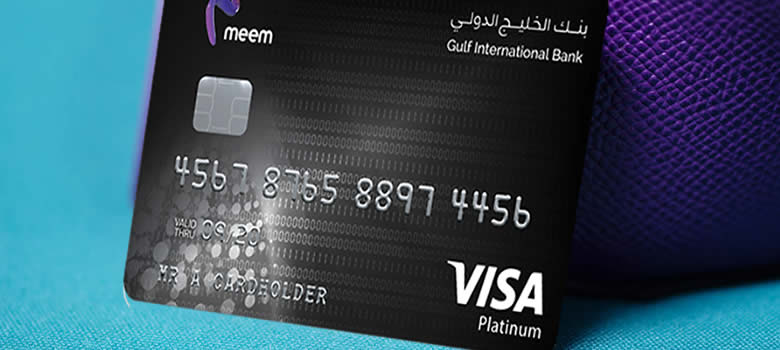 meem
بنك الخليج الدولي
Gulf International Bank
4567 8765 8897 4456
VALID THRU 09/20
MR A CARDHOLDER
VISA
Platinum